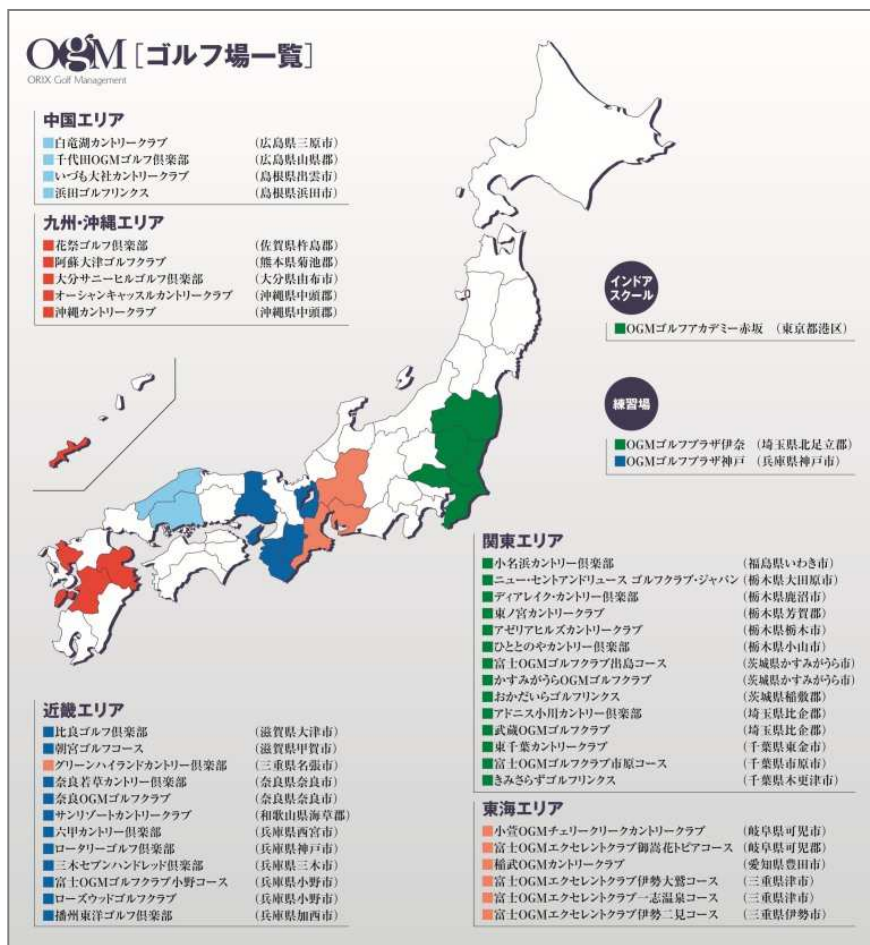 OGM [ゴルフ場一覧]
ORIX Golf Management
中国エリア
■白竜湖カントリークラブ (広島県三原市)
■千代田OGMゴルフ倶楽部 (広島県山県郡)
■いづも大社カントリークラブ (島根県出雲市)
■浜田ゴルフリンクス (島根県浜田市)
九州・沖縄エリア
■花祭ゴルフ倶楽部 (佐賀県杵島郡)
■阿蘇大津ゴルフクラブ (熊本県菊池郡)
■大分サニーヒルゴルフ倶楽部 (大分県由布市)
■オーシャンキャッスルカントリークラブ (沖縄県中頭郡)
■沖縄カントリークラブ (沖縄県中頭郡)
インドア
スクール
■OGMゴルフアカデミー赤坂 (東京都港区)
練習場
■OGMゴルフプラザ伊奈 (埼玉県北足立郡)
■OGMゴルフプラザ神戸 (兵庫県神戸市)
関東エリア
■小名浜カントリー倶楽部 (福島県いわき市)
■ニュー・セントアンドリュース ゴルフクラブ・ジャパン (栃木県大田原市)
■ディアレイク・カントリー倶楽部 (栃木県鹿沼市)
■東ノ宮カントリークラブ (栃木県芳賀郡)
■アゼリアヒルズカントリークラブ (栃木県栃木市)
■ひととのやカントリー倶楽部 (栃木県小山市)
■富士OGMゴルフクラブ出島コース (茨城県かすみがうら市)
■かすみがうらOGMゴルフクラブ (茨城県かすみがうら市)
■おかだいらゴルフリンクス (茨城県稲敷郡)
■アドニス小川カントリー倶楽部 (埼玉県比企郡)
■武蔵OGMゴルフクラブ (埼玉県比企郡)
■東千葉カントリークラブ (千葉県東金市)
■富士OGMゴルフクラブ市原コース (千葉県市原市)
■きみさらずゴルフリンクス (千葉県木更津市)
近畿エリア
■比良ゴルフ倶楽部 (滋賀県大津市)
■朝宮ゴルフコース (滋賀県甲賀市)
■グリーンハイランドカントリー倶楽部 (三重県名張市)
■奈良若草カントリー倶楽部 (奈良県奈良市)
■奈良OGMゴルフクラブ (奈良県奈良市)
■サンリゾートカントリークラブ (和歌山県海草郡)
■六甲カントリー倶楽部 (兵庫県西宮市)
■ロータリーゴルフ倶楽部 (兵庫県神戸市)
■三木セブンハンドレッド倶楽部 (兵庫県三木市)
■富士OGMゴルフクラブ小野コース (兵庫県小野市)
■ローズウッドゴルフクラブ (兵庫県小野市)
■播州東洋ゴルフ倶楽部 (兵庫県加西市)
東海エリア
■小萱OGMチェリークリークカントリークラブ (岐阜県可児市)
■富士OGMエクセレントクラブ御嵩花トピアコース (岐阜県可児郡)
■稲武OGMカントリークラブ (愛知県豊田市)
■富士OGMエクセレントクラブ伊勢大鷲コース (三重県津市)
■富士OGMエクセレントクラブ一志温泉コース (三重県津市)
■富士OGMエクセレントクラブ伊勢二見コース (三重県伊勢市)